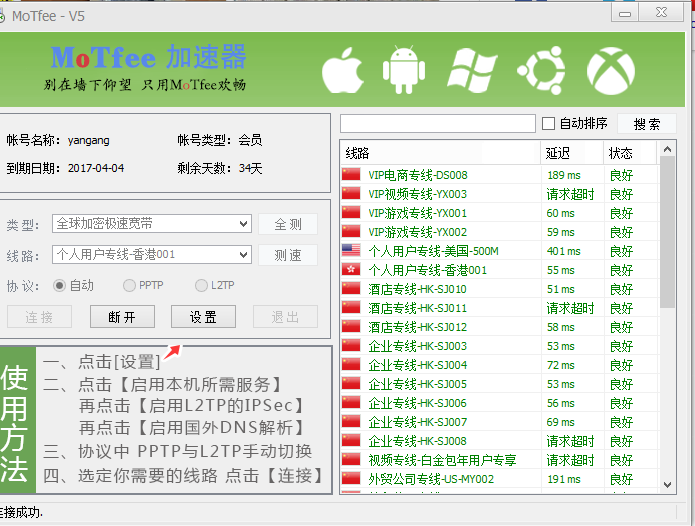 MoTfee - V5
MoTfee 加速器
别在墙下仰望 只用MoTfee欢畅
帐号名称: yangang 帐号类型: 会员
到期日期: 2017-04-04 剩余天数: 34天
类型: 全球加密极速宽带 全测
线路: 个人用户专线-香港001 测速
协议: 自动 PPTP L2TP
连接 断开 设置 退出
使用方法
一、点击[设置]
二、点击【启用本机所需服务】
再点击【启用L2TP的IPSec】
再点击【启用国外DNS解析】
三、协议中 PPTP与L2TP手动切换
四、选定你需要的线路 点击【连接】
自动排序 搜索
线路 延迟 状态
VIP电商专线-DS008 189 ms 良好
VIP视频专线-YX003 请求超时 良好
VIP游戏专线-YX001 60 ms 良好
VIP游戏专线-YX002 59 ms 良好
个人用户专线-美国-500M 401 ms 良好
个人用户专线-香港001 55 ms 良好
酒店专线-HK-SJ010 51 ms 良好
酒店专线-HK-SJ011 请求超时 良好
酒店专线-HK-SJ012 58 ms 良好
企业专线-HK-SJ003 53 ms 良好
企业专线-HK-SJ004 72 ms 良好
企业专线-HK-SJ005 53 ms 良好
企业专线-HK-SJ006 56 ms 良好
企业专线-HK-SJ007 69 ms 良好
企业专线-HK-SJ008 请求超时 良好
视频专线-白金包年用户专享 请求超时 良好
外贸公司专线-US-MY002 191 ms 良好
连接成功.